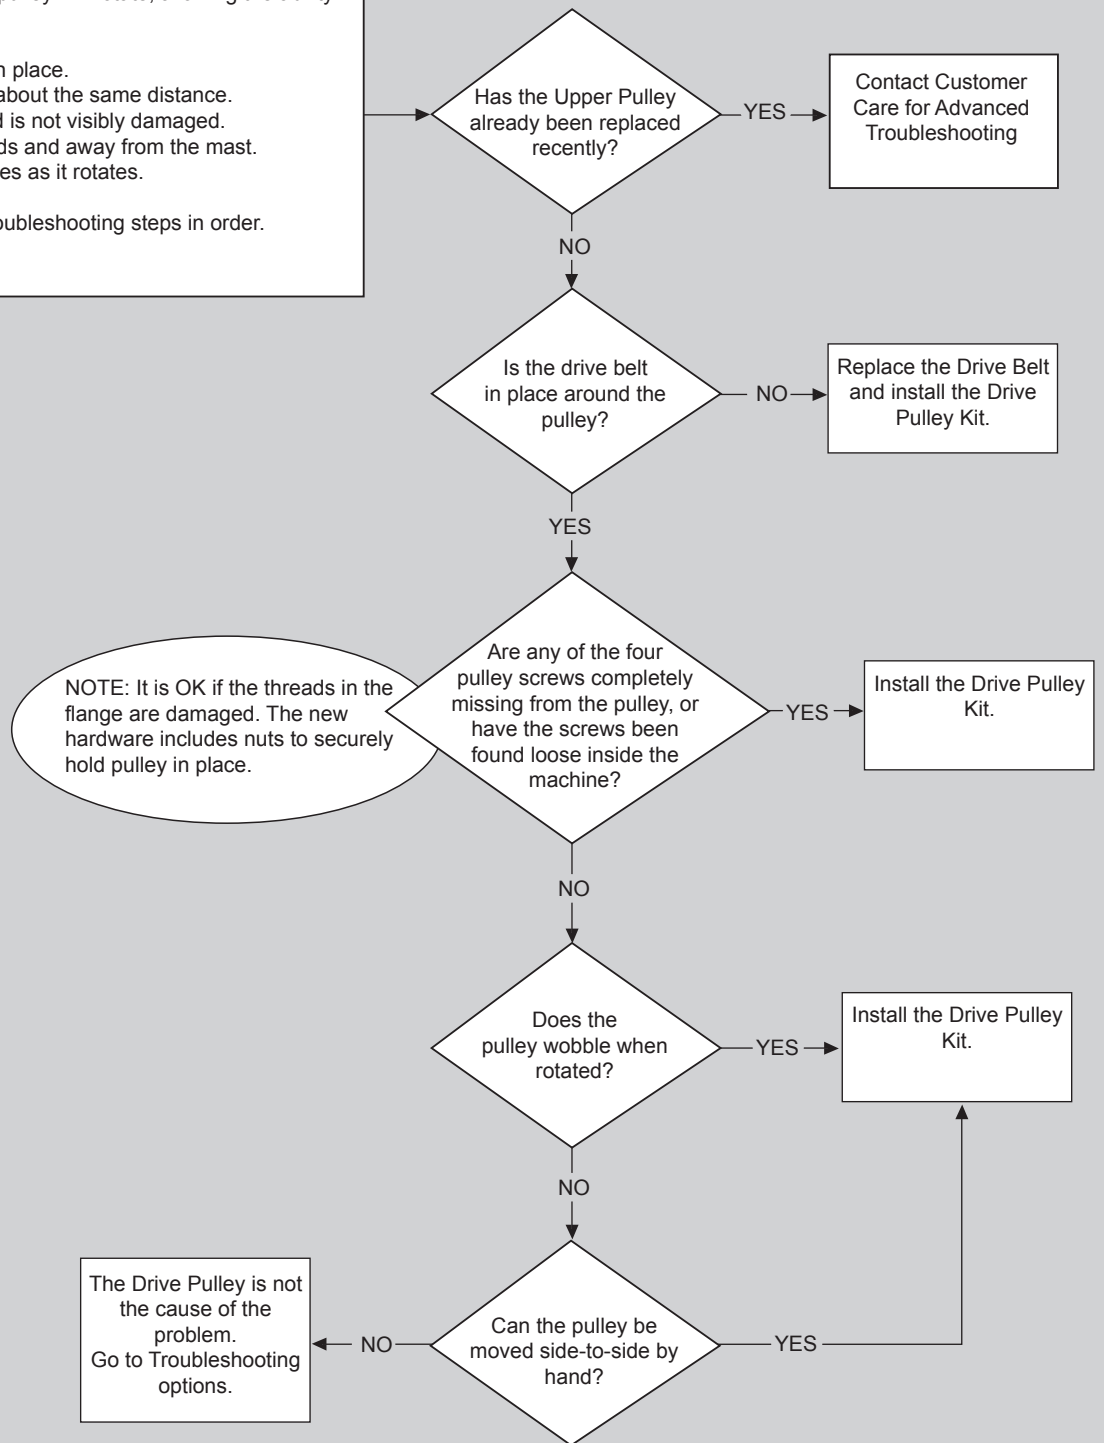 n place.
about the same distance.
d is not visibly damaged.
ds and away from the mast.
es as it rotates.
oubleshooting steps in order.
Has the Upper Pulley
already been replaced
recently?
YES
Contact Customer
Care for Advanced
Troubleshooting
NO
Is the drive belt
in place around the
pulley?
NO
Replace the Drive Belt
and install the Drive
Pulley Kit.
YES
NOTE: It is OK if the threads in the
flange are damaged. The new
hardware includes nuts to securely
hold pulley in place.
Are any of the four
pulley screws completely
missing from the pulley, or
have the screws been
found loose inside the
machine?
YES
Install the Drive Pulley
Kit.
NO
Does the
pulley wobble when
rotated?
YES
Install the Drive Pulley
Kit.
NO
Can the pulley be
moved side-to-side by
hand?
YES
NO
The Drive Pulley is not
the cause of the
problem.
Go to Troubleshooting
options.